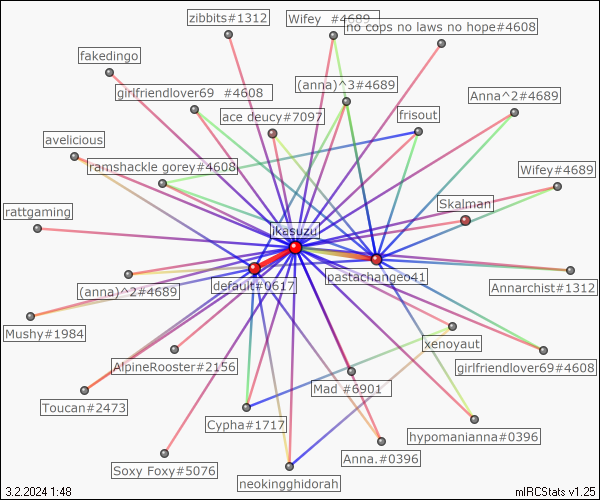 zibbits#1312
Wifey  #4689
no cops no laws no hope#4608
fakedingo
girlfriendlover69  #4608
(anna)^3#4689
Anna^2#4689
ace deucy#7097
frisout
avelicious
ramshackle gorey#4608
Wifey#4689
rattgaming
Skalman
ikasuzu
pastachangeo41
default#0617
(anna)^2#4689
Annarchist#1312
Mushy#1984
xenoyaut
AlpineRooster#2156
girlfriendlover69#4608
Mad #6901
Toucan#2473
Cypha#1717
hypomanianna#0396
Anna.#0396
Soxy Foxy#5076
neokingghidorah
3.2.2024 1:48
mIRCStats v1.25